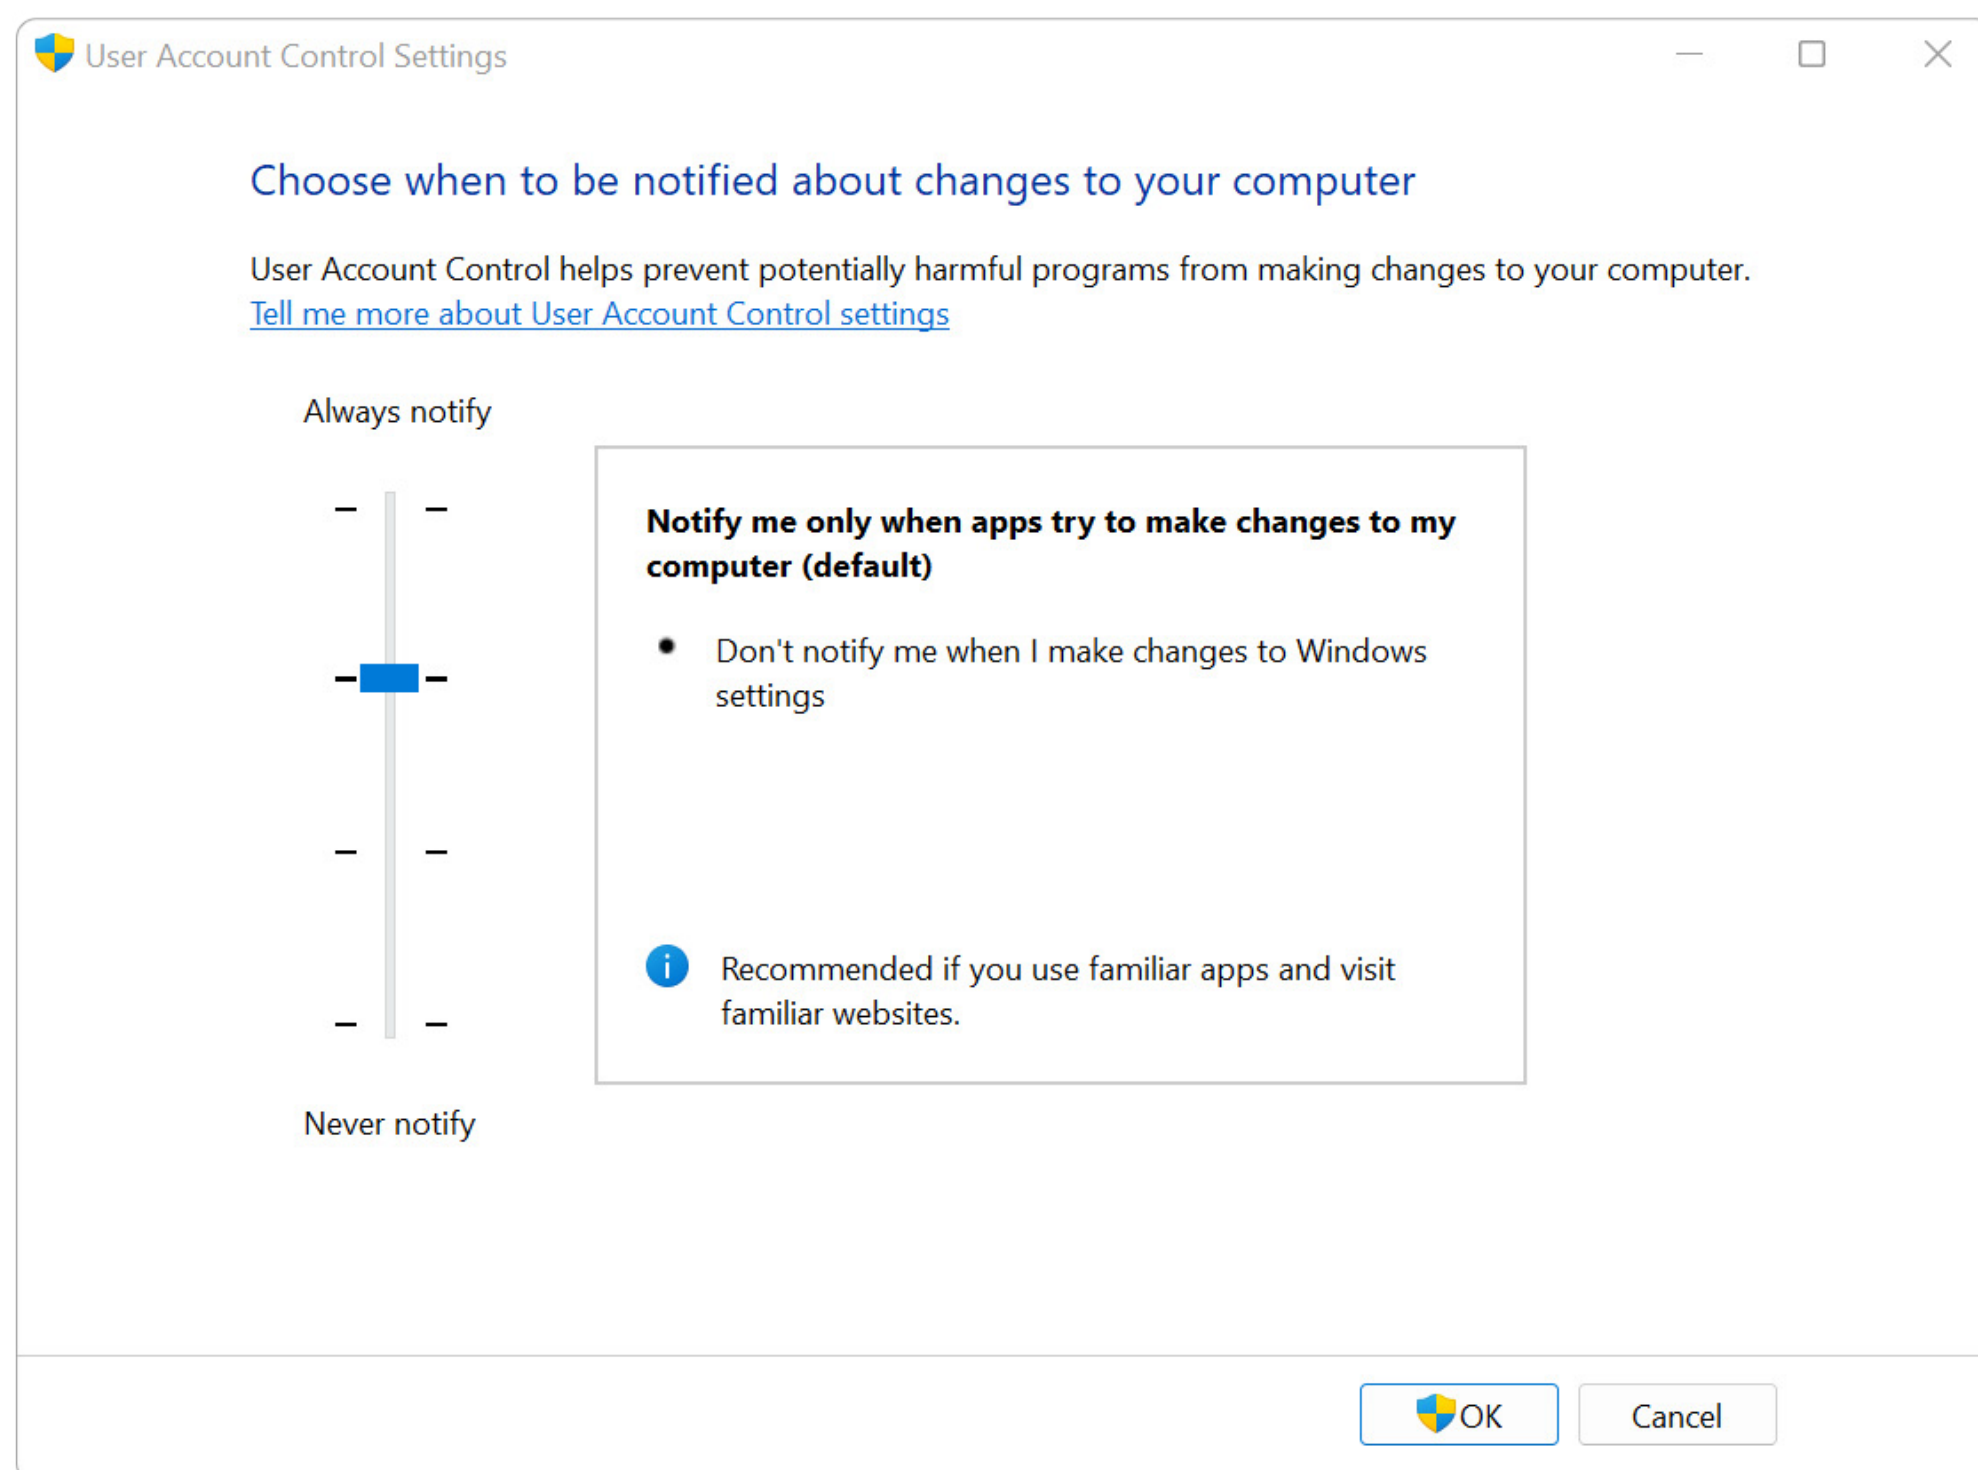 User Account Control Settings
Choose when to be notified about changes to your computer
User Account Control helps prevent potentially harmful programs from making changes to your computer.
Tell me more about User Account Control settings
Always notify
Notify me only when apps try to make changes to my
computer (default)
Don't notify me when I make changes to Windows
settings
Recommended if you use familiar apps and visit
familiar websites.
Never notify
OK
Cancel